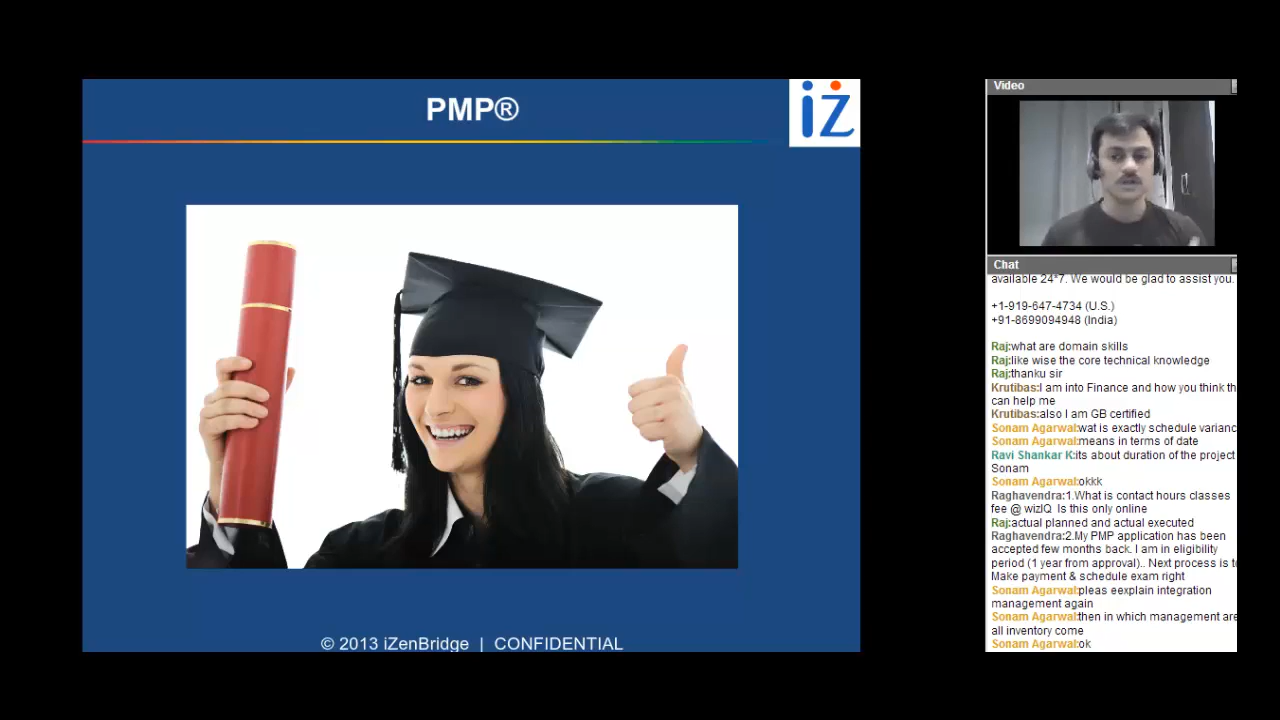 PMP®
iz
© 2013 iZenBridge | CONFIDENTIAL
Video
Chat
available 24*7. We would be glad to assist you.
+1-919-647-4734 (U.S.)
+91-8699094948 (India)
Raj:what are domain skills
Raj:like wise the core technical knowledge
Raj:thanku sir
Krutibas:I am into Finance and how you think th
can help me
Krutibas:also I am GB certified
Sonam Agarwal:wat is exactly schedule varianc
Sonam Agarwal:means in terms of date
Ravi Shankar K:its about duration of the project
Sonam
Sonam Agarwal:okkk
Raghavendra:1.What is contact hours classes
fee @ wizIQ Is this only online
Raj:actual planned and actual executed
Raghavendra:2.My PMP application has been
accepted few months back. I am in eligibility
period (1 year from approval).. Next process is to
Make payment & schedule exam right
Sonam Agarwal:pleas eexplain integration
management again
Sonam Agarwal:then in which management are
all inventory come
Sonam Agarwal:ok